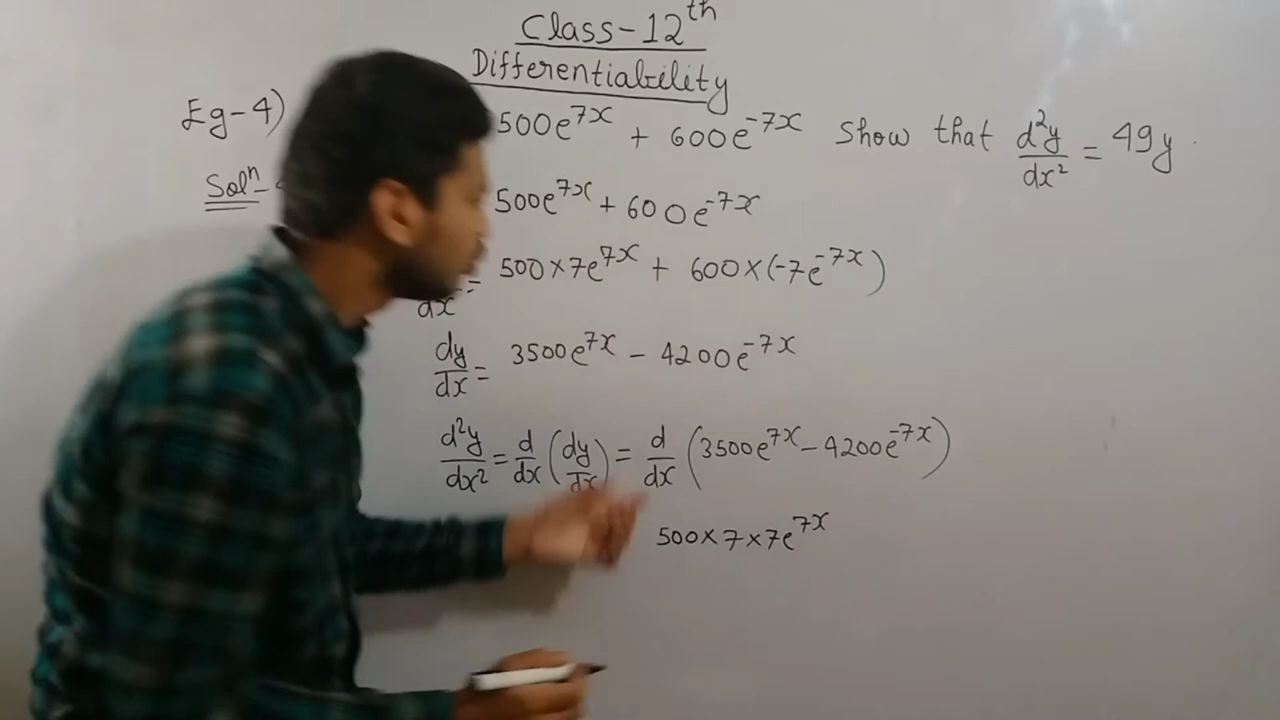 Class-12th
Differentiability
Eg-4) 500e^7x + 600e^-7x Show that d²y/dx² = 49y
Solⁿ- 500e^7x + 600e^-7x
dx = 500×7e^7x + 600×(-7e^-7x)
dy/dx = 3500e^7x - 4200e^-7x
d²y/dx² = d/dx (dy/dx) = d/dx (3500e^7x - 4200e^-7x)
500×7×7e^7x